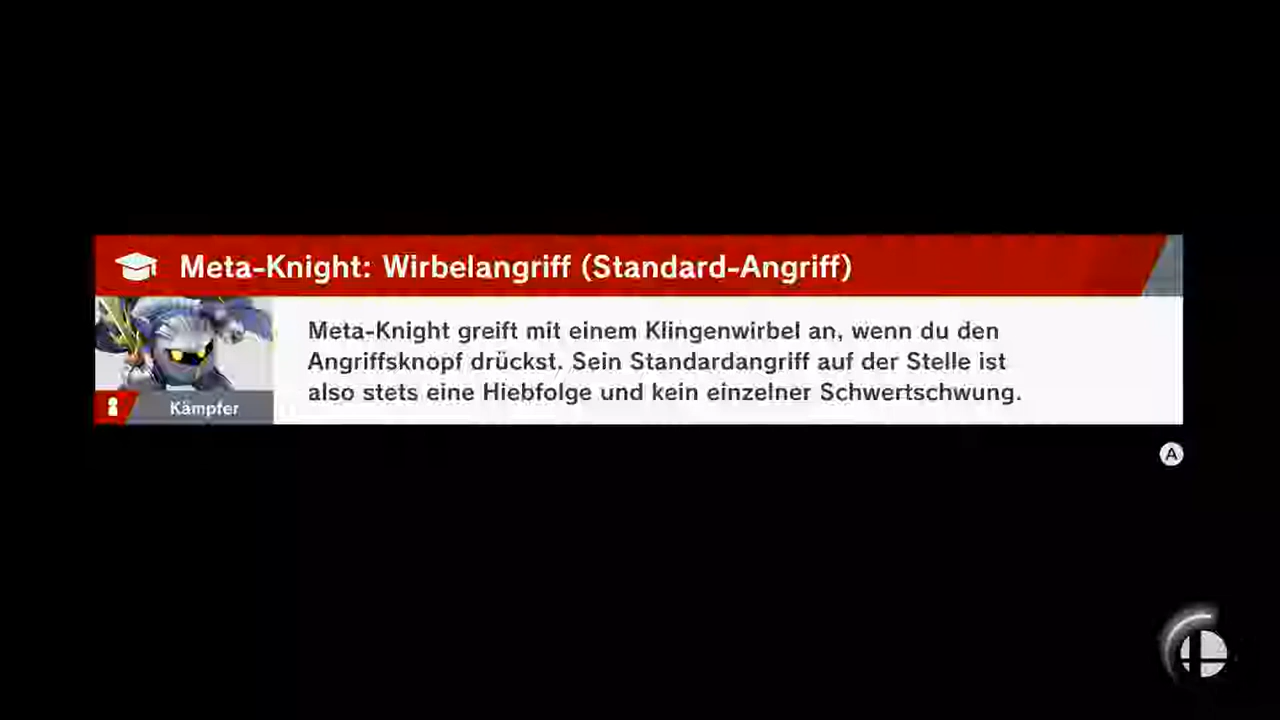 Meta-Knight: Wirbelangriff (Standard-Angriff)
Meta-Knight greift mit einem Klingenwirbel an, wenn du den
Angriffsknopf drückst. Sein Standardangriff auf der Stelle ist
also stets eine Hiebfolge und kein einzelner Schwertschwung.
Kämpfer
A